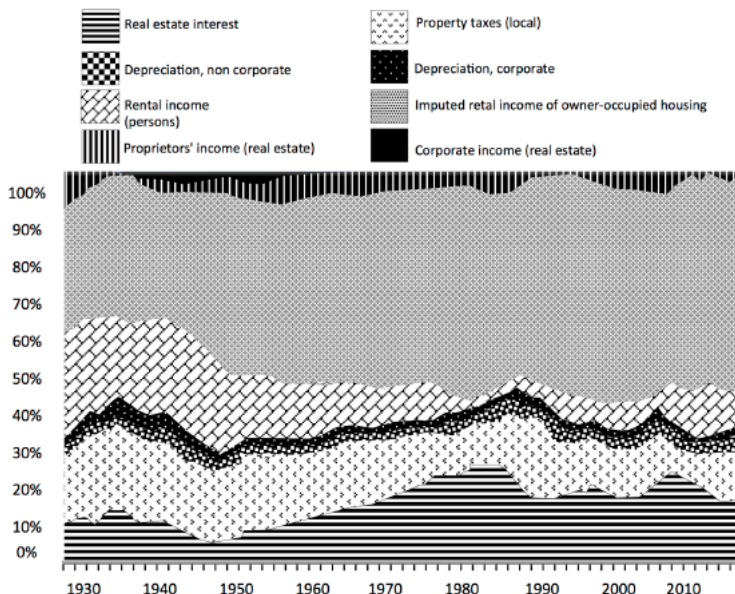 Real estate interest
Property taxes (local)
Depreciation, non corporate
Depreciation, corporate
Rental income
(persons)
Imputed retal income of owner-occupied housing
Proprietors' income (real estate)
Corporate income (real estate)
100%
90%
80%
70%
60%
50%
40%
30%
20%
10%
0%
1930 1940 1950 1960 1970 1980 1990 2000 2010